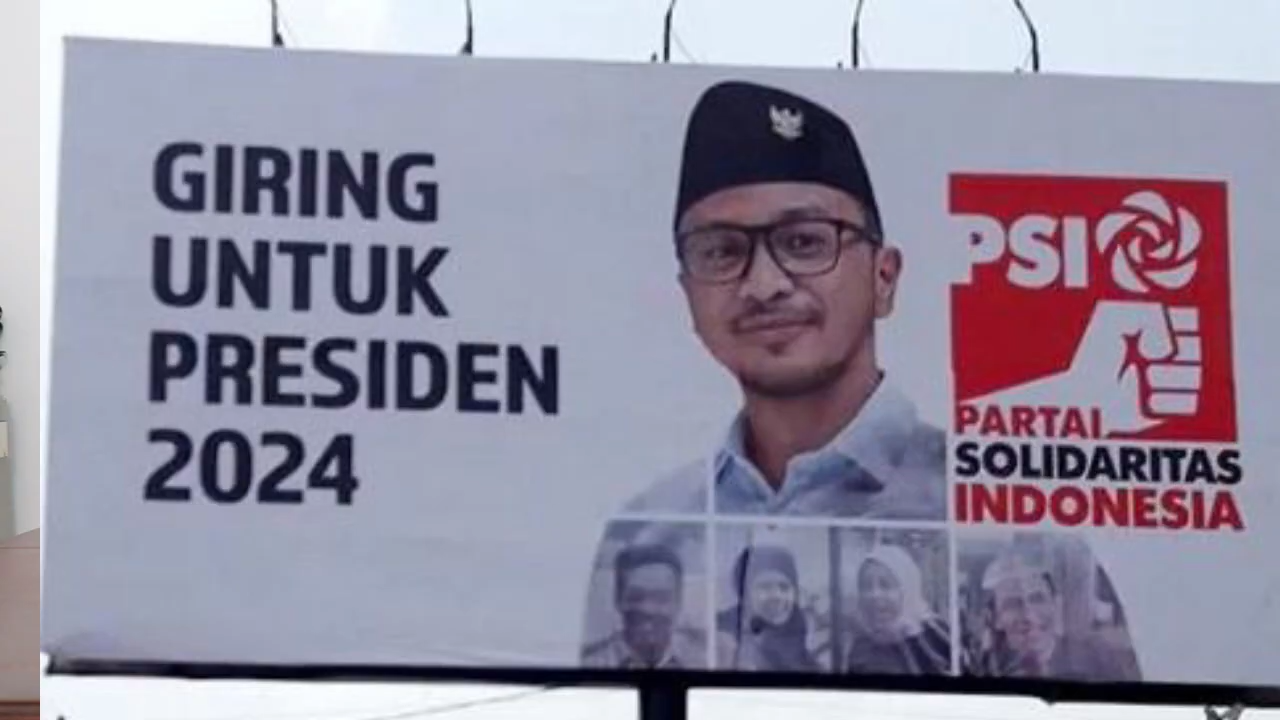 GIRING
UNTUK
PRESIDEN
2024
PSI
PARTAI
SOLIDARITAS
INDONESIA